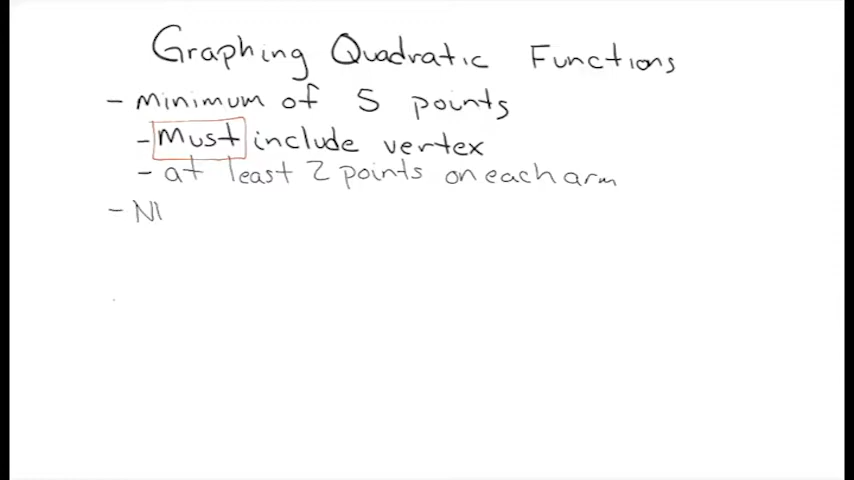 Graphing Quadratic Functions
- minimum of 5 points
- Must include vertex
- at least 2 points on each arm
-